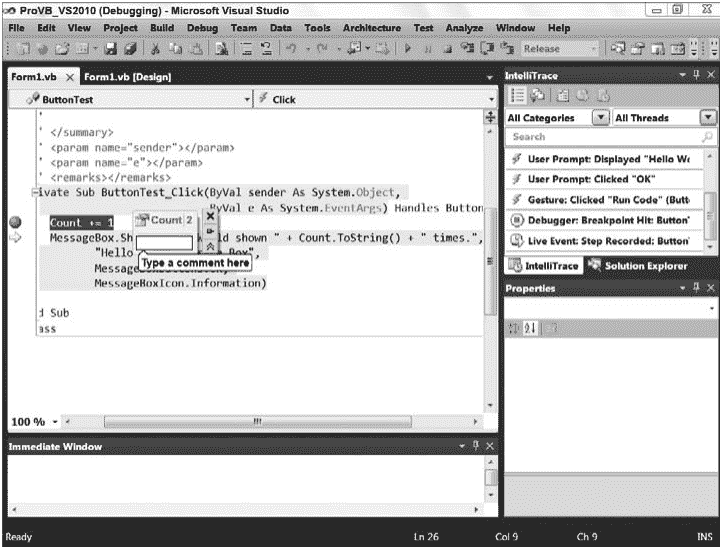 ProVB_VS2010 (Debugging) - Microsoft Visual Studio
File Edit View Project Build Debug Team Data Tools Architecture Test Analyze Window Help
Release
Form1.vb Form1.vb [Design]
ButtonTest Click
'
' </summary>
' <param name="sender"></param>
' <param name="e"></param>
' <remarks></remarks>
ivate Sub ButtonTest_Click(ByVal sender As System.Object,
ByVal e As System.EventArgs) Handles Button
Count += 1
Count 2
MessageBox.Sh ld shown " + Count.ToString() + " times.",
"Hello Box",
Type a comment here
Messag
MessageBoxIcon.Information)
d Sub
ass
100 %
Immediate Window
IntelliTrace
All Categories All Threads
Search
User Prompt: Displayed "Hello We
User Prompt: Clicked "OK"
Gesture: Clicked "Run Code" (Butt
Debugger: Breakpoint Hit: Button'
Live Event: Step Recorded: Button'
IntelliTrace Solution Explorer
Properties
Ready Ln 26 Col 9 Ch 9 INS